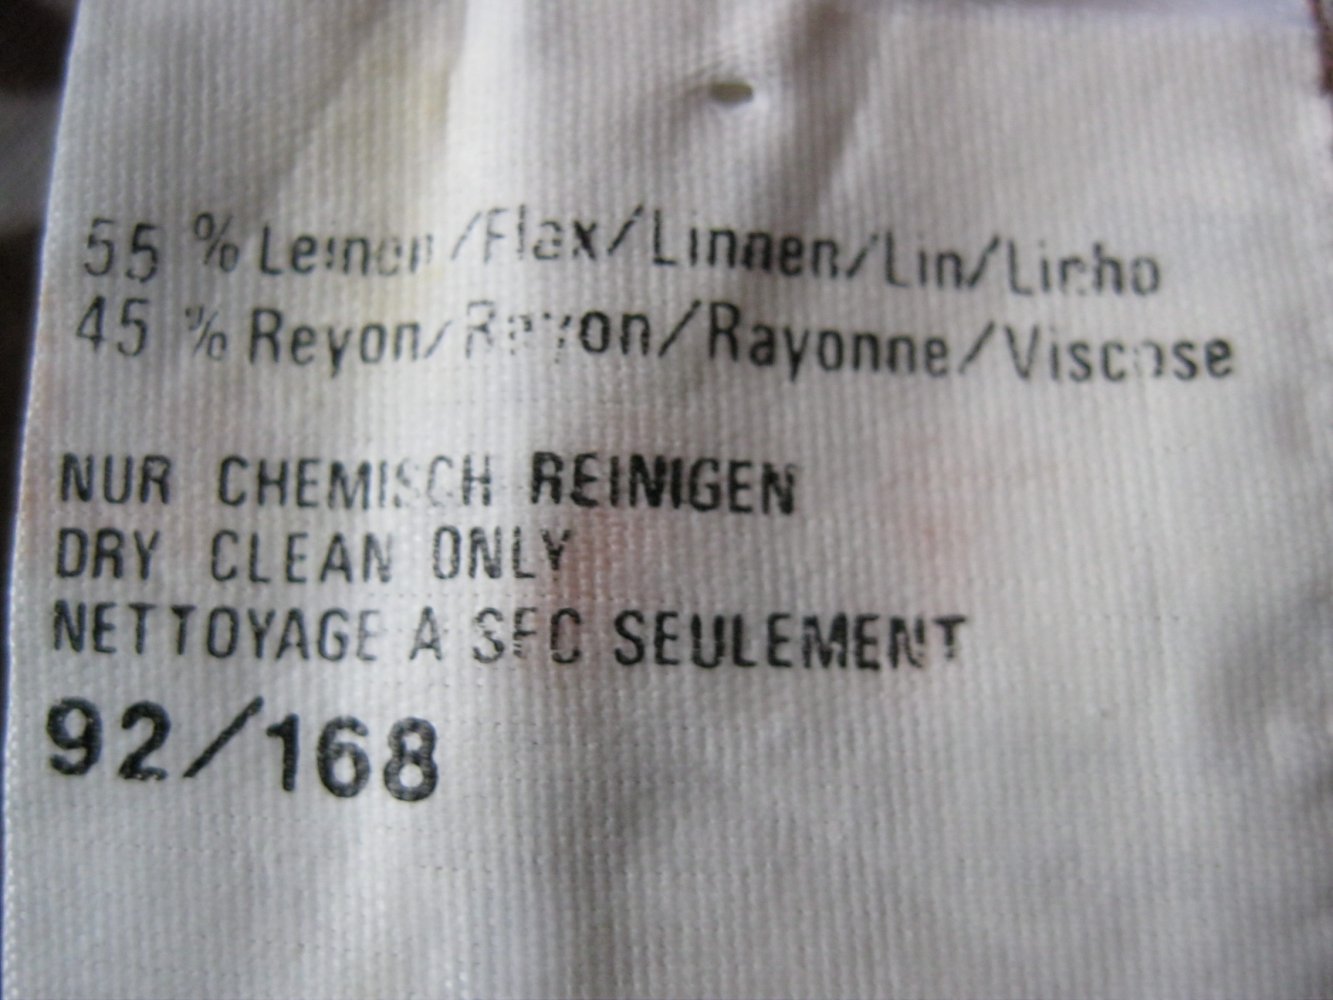 55 % Leinen/Flax/Linnen/Lin/Linho
45 % Reyon/Rayon/Rayonne/Viscose
NUR CHEMISCH REINIGEN
DRY CLEAN ONLY
NETTOYAGE A SEC SEULEMENT
92/168